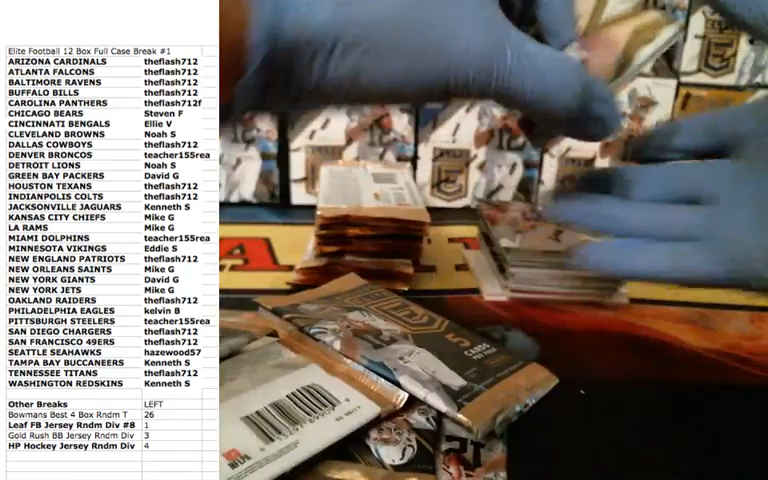 Elite Football 12 Box Full Case Break #1
ARIZONA CARDINALS theflash712
ATLANTA FALCONS theflash712
BALTIMORE RAVENS theflash712
BUFFALO BILLS theflash712
CAROLINA PANTHERS theflash712f
CHICAGO BEARS Steven F
CINCINNATI BENGALS Ellie V
CLEVELAND BROWNS Noah S
DALLAS COWBOYS theflash712
DENVER BRONCOS teacher155rea
DETROIT LIONS Noah S
GREEN BAY PACKERS David G
HOUSTON TEXANS theflash712
INDIANPOLIS COLTS theflash712
JACKSONVILLE JAGUARS Kenneth S
KANSAS CITY CHIEFS Mike G
LA RAMS Mike G
MIAMI DOLPHINS teacher155rea
MINNESOTA VIKINGS Eddie S
NEW ENGLAND PATRIOTS theflash712
NEW ORLEANS SAINTS Mike G
NEW YORK GIANTS David G
NEW YORK JETS Mike G
OAKLAND RAIDERS theflash712
PHILADELPHIA EAGLES kelvin B
PITTSBURGH STEELERS teacher155rea
SAN DIEGO CHARGERS theflash712
SAN FRANCISCO 49ERS theflash712
SEATTLE SEAHAWKS hazewood57
TAMPA BAY BUCCANEERS Kenneth S
TENNESSEE TITANS theflash712
WASHINGTON REDSKINS Kenneth S
Other Breaks LEFT
Bowmans Best 4 Box Rndm T 26
Leaf FB Jersey Rndm Div #8 1
Gold Rush BB Jersey Rndm Div 3
HP Hockey Jersey Rndm Div 4
5
CARDS
PER PACK
NFLPA